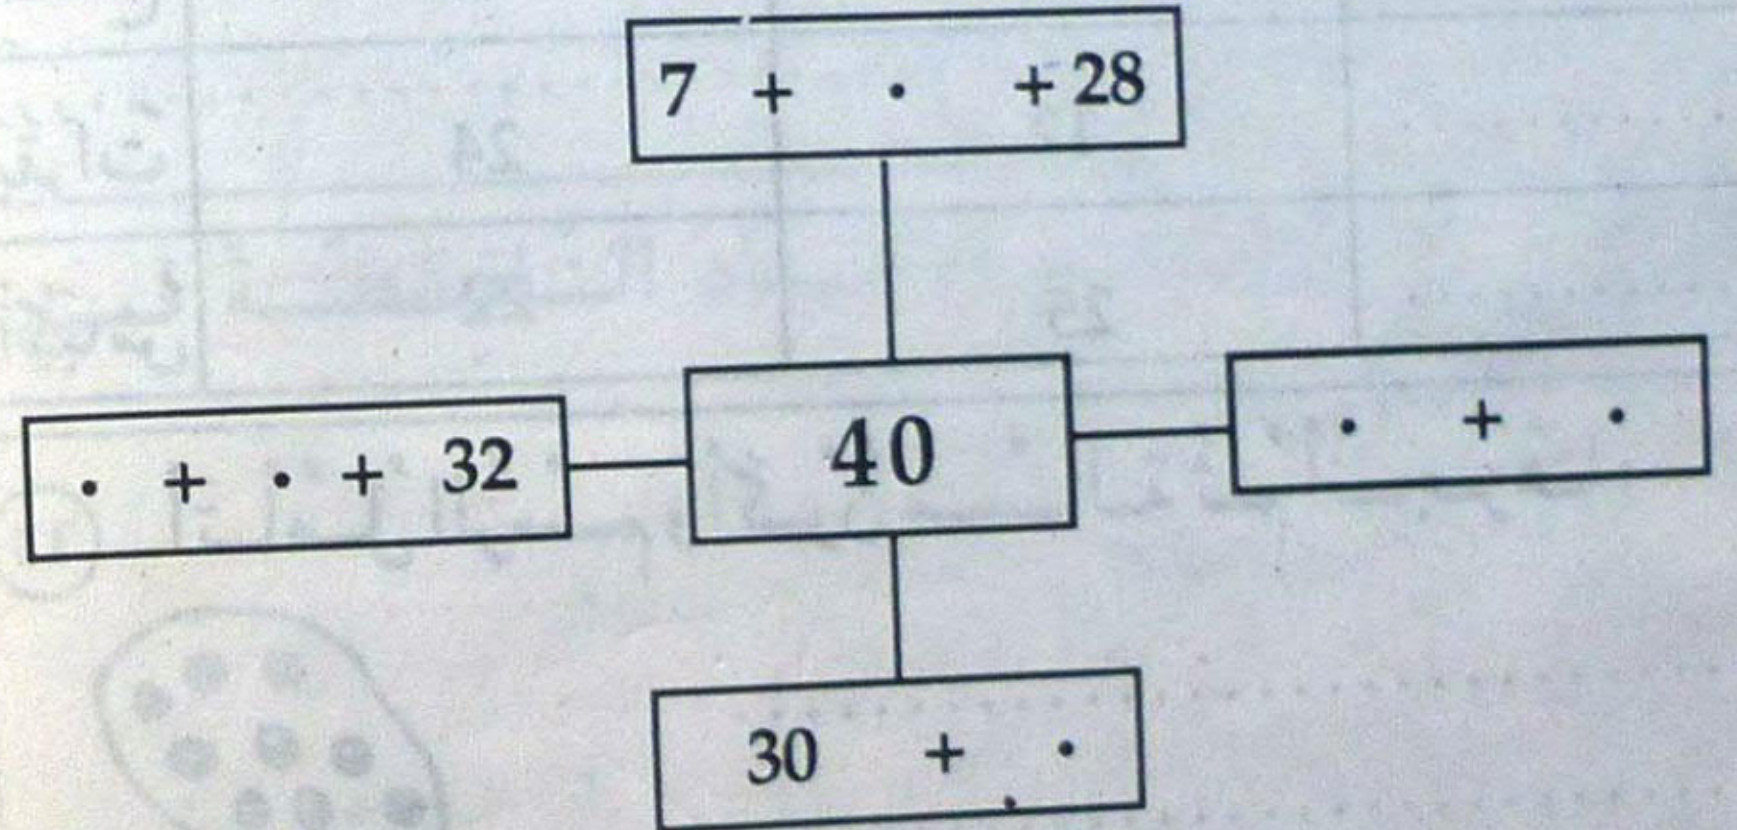 7 + . + 28
. + . + 32
40
. + .
30 + .